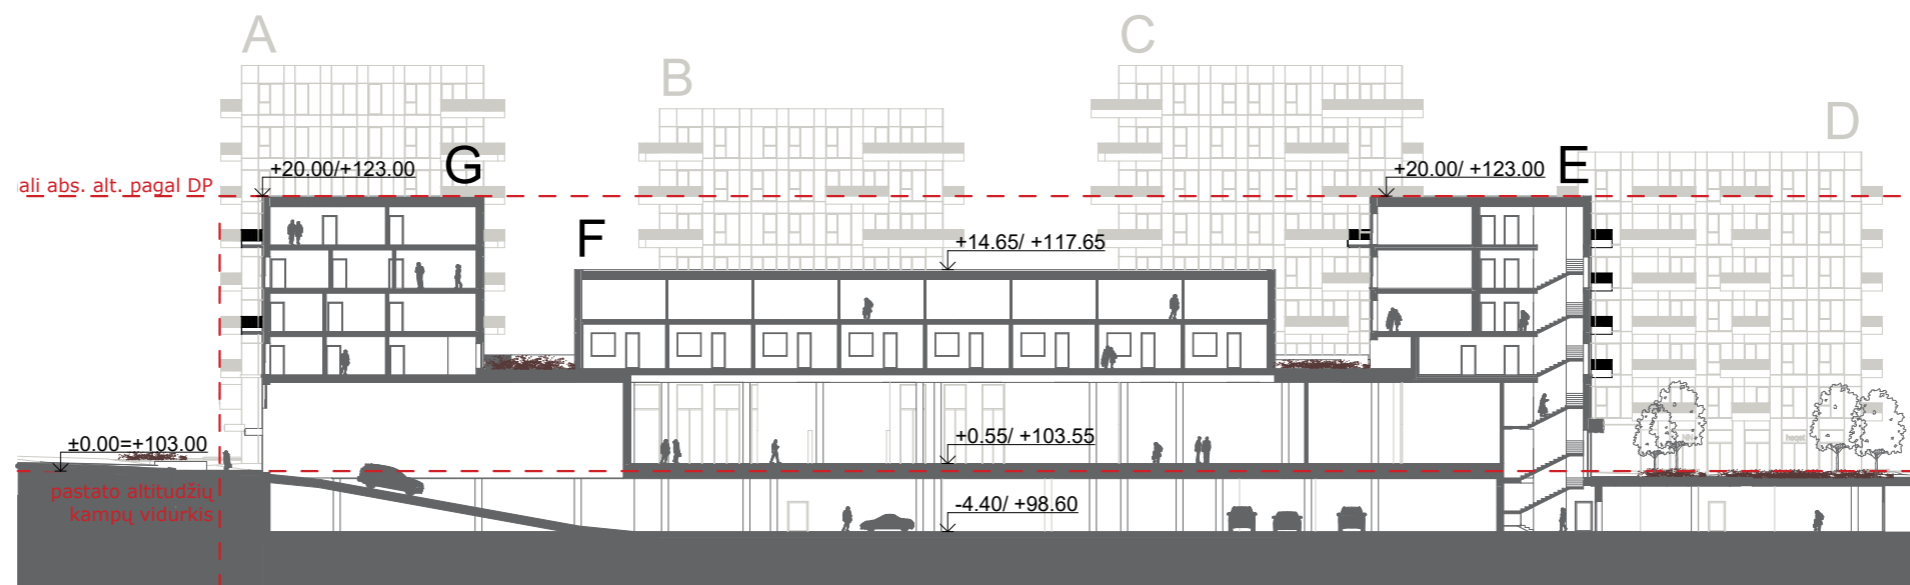 A
B
C
D
G
E
F
+20.00/+123.00
+20.00/ +123.00
ali abs. alt. pagal DP
+14.65/ +117.65
±0.00=+103.00
+0.55/ +103.55
pastato altitudžių
kampų vidurkis
-4.40/ +98.60